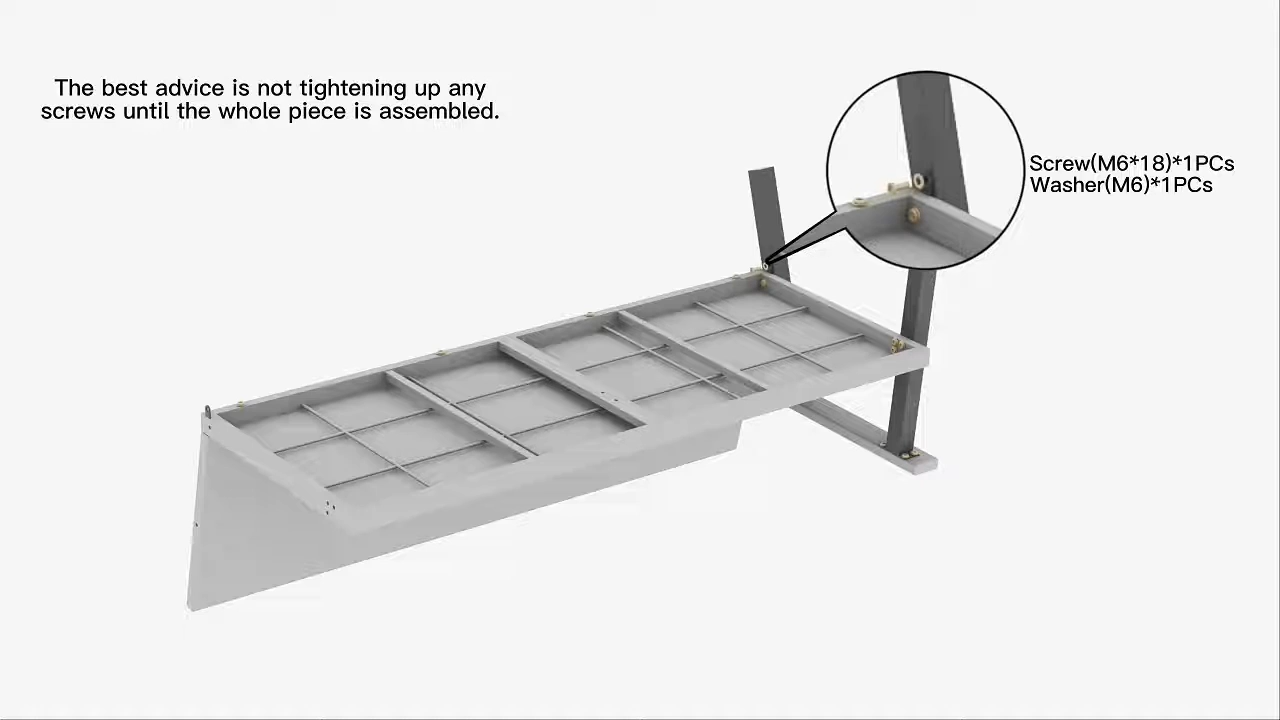 The best advice is not tightening up any
screws until the whole piece is assembled.
Screw(M6*18)*1PCs
Washer(M6)*1PCs